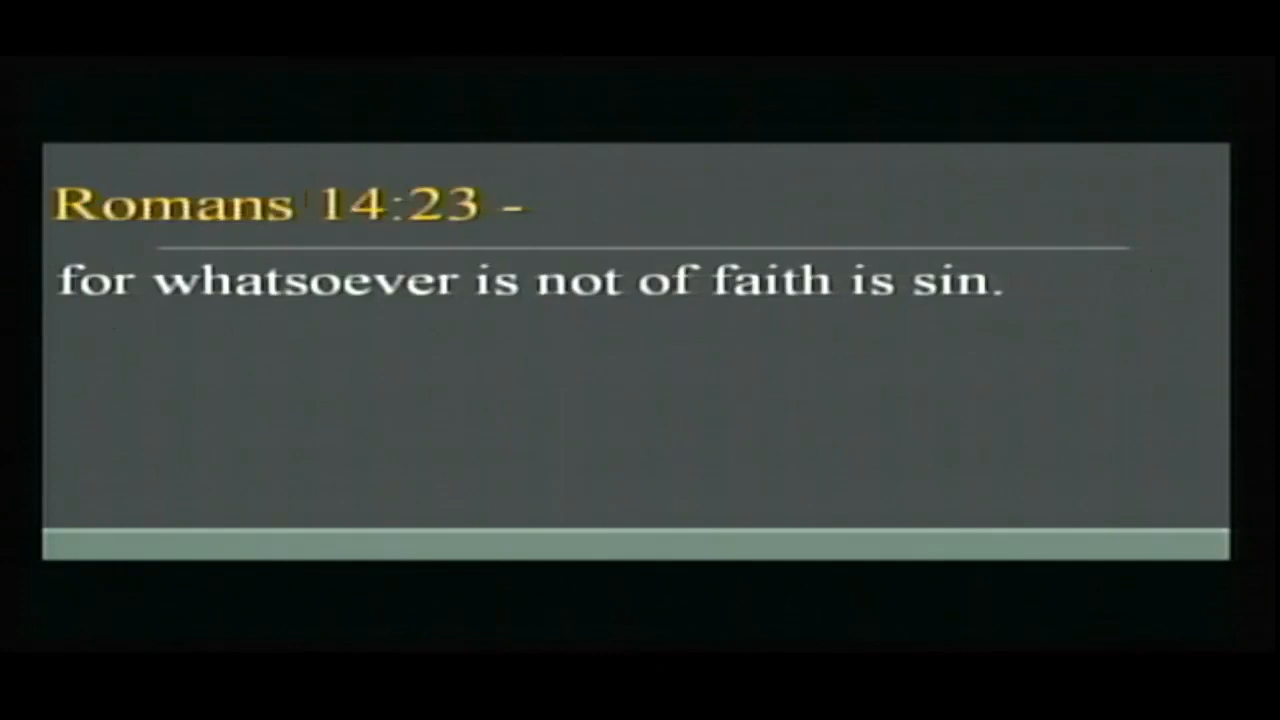 Romans 14:23 -
for whatsoever is not of faith is sin.